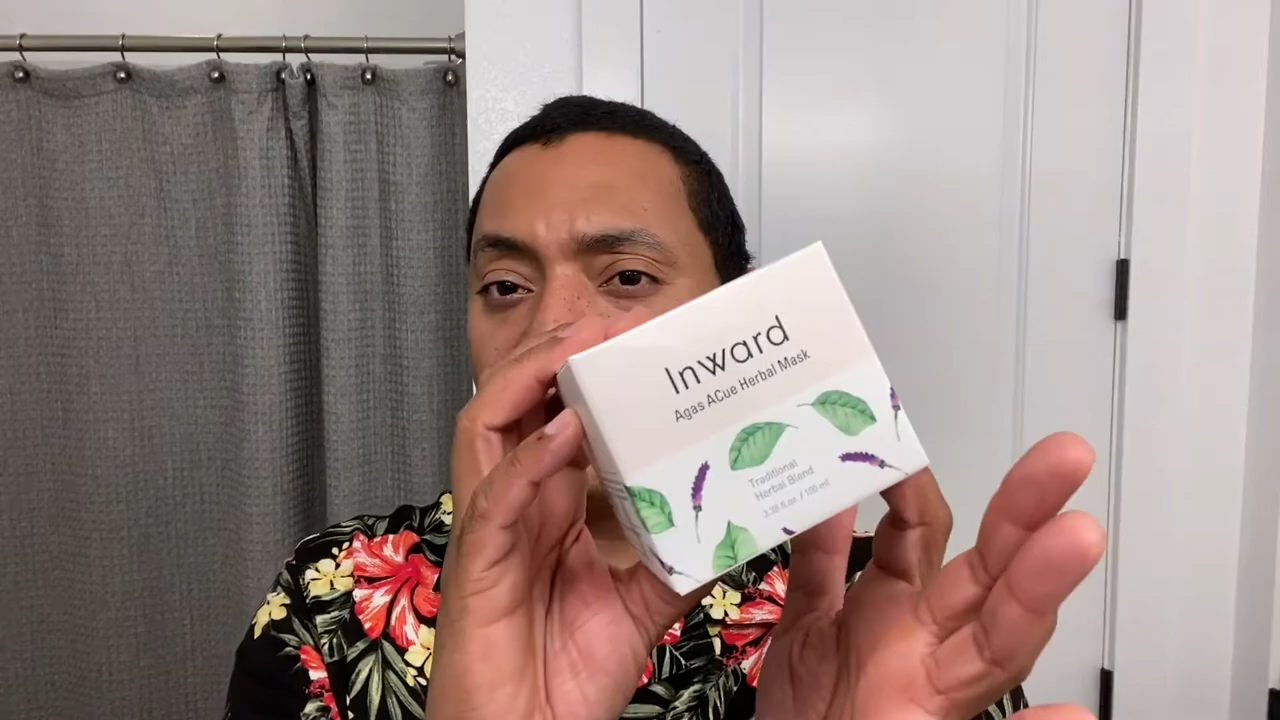 Inward
Agas ACue Herbal Mask
Traditional
Herbal Blend
3.38 fl.oz / 100 ml